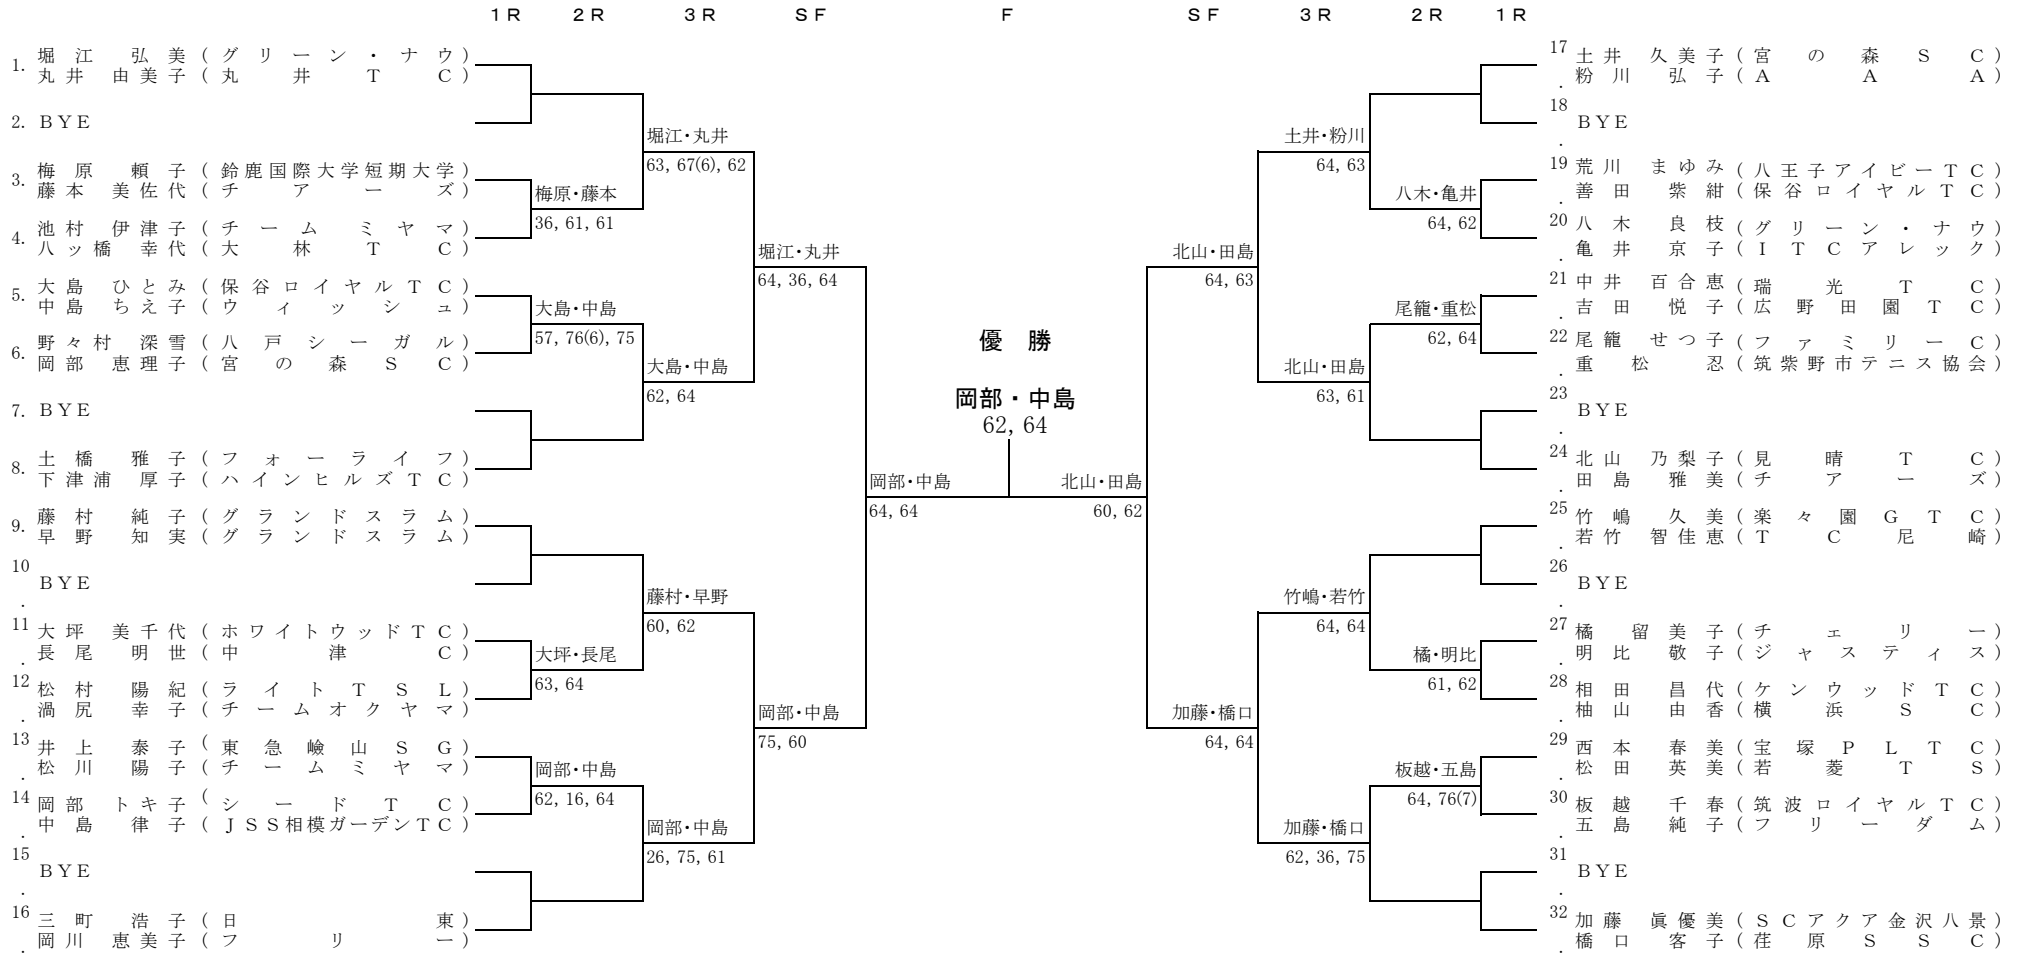 1R 2R 3R SF F SF 3R 2R 1R
1. 堀江 弘美 (グリーン・ナウ)
丸井 由美子 (丸井TC)
2. BYE
3. 梅原 頼子 (鈴鹿国際大学短期大学)
藤本 美佐代 (チアーズ)
4. 池村 伊津子 (チームミヤマ)
八ッ橋 幸代 (大林TC)
5. 大島 ひとみ (保谷ロイヤルTC)
中島 ちえ子 (ウィッシュ)
6. 野々村 深雪 (八戸シーガル)
岡部 恵理子 (宮の森SC)
7. BYE
8. 土橋 雅子 (フォーライフ)
下津浦 厚子 (ハインヒルズTC)
9. 藤村 純子 (グランドスラム)
早野 知実 (グランドスラム)
10. BYE
11. 大坪 美千代 (ホワイトウッドTC)
長尾 明世 (中津C)
12. 松村 陽紀 (ライトTSL)
渦尻 幸子 (チームオクヤマ)
13. 井上 泰子 (東急嶮山SG)
松川 陽子 (チームミヤマ)
14. 岡部 トキ子 (シードTC)
中島 律子 (JSS相模ガーデンTC)
15. BYE
16. 三町 浩子 (日東)
岡川 恵美子 (フリー)
梅原・藤本
36, 61, 61
大島・中島
57, 76(6), 75
大坪・長尾
63, 64
岡部・中島
62, 16, 64
堀江・丸井
63, 67(6), 62
大島・中島
62, 64
藤村・早野
60, 62
岡部・中島
26, 75, 61
堀江・丸井
64, 36, 64
岡部・中島
75, 60
岡部・中島
64, 64
優 勝
岡部・中島
62, 64
北山・田島
60, 62
北山・田島
64, 63
加藤・橋口
64, 64
土井・粉川
64, 63
北山・田島
63, 61
竹嶋・若竹
64, 64
加藤・橋口
62, 36, 75
八木・亀井
64, 62
尾籠・重松
62, 64
橘・明比
61, 62
板越・五島
64, 76(7)
17. 土井 久美子 (宮の森SC)
粉川 弘子 (AAA)
18. BYE
19. 荒川 まゆみ (八王子アイビーTC)
善田 紫紺 (保谷ロイヤルTC)
20. 八木 良枝 (グリーン・ナウ)
亀井 京子 (ITCアレック)
21. 中井 百合恵 (瑞光TC)
吉田 悦子 (広野田園TC)
22. 尾籠 せつ子 (ファミリーC)
重松 忍 (筑紫野市テニス協会)
23. BYE
24. 北山 乃梨子 (見晴TC)
田島 雅美 (チアーズ)
25. 竹嶋 久美 (楽々園GTC)
若竹 智佳恵 (TC尼崎)
26. BYE
27. 橘 留美子 (チェリー)
明比 敬子 (ジャスティス)
28. 相田 昌代 (ケンウッドTC)
柚山 由香 (横浜SC)
29. 西本 春美 (宝塚PLTC)
松田 英美 (若菱TS)
30. 板越 千春 (筑波ロイヤルTC)
五島 純子 (フリーダム)
31. BYE
32. 加藤 眞優美 (SCアクア金沢八景)
橋口 客子 (荏原SSC)